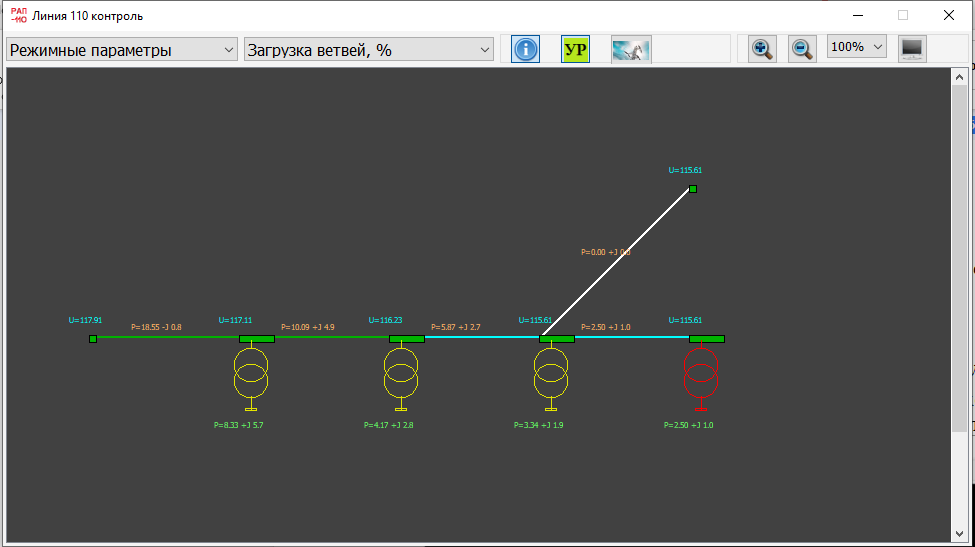 РАП
-110
Линия 110 контроль
Режимные параметры
Загрузка ветвей, %
i
УР
100%
U=115.61
P=0.00 +J 0.0
U=117.91
U=117.11
U=116.23
U=115.61
U=115.61
P=18.55 -J 0.8
P=10.09 +J 4.9
P=5.87 +J 2.7
P=2.50 +J 1.0
P=8.33 +J 5.7
P=4.17 +J 2.8
P=3.34 +J 1.9
P=2.50 +J 1.0